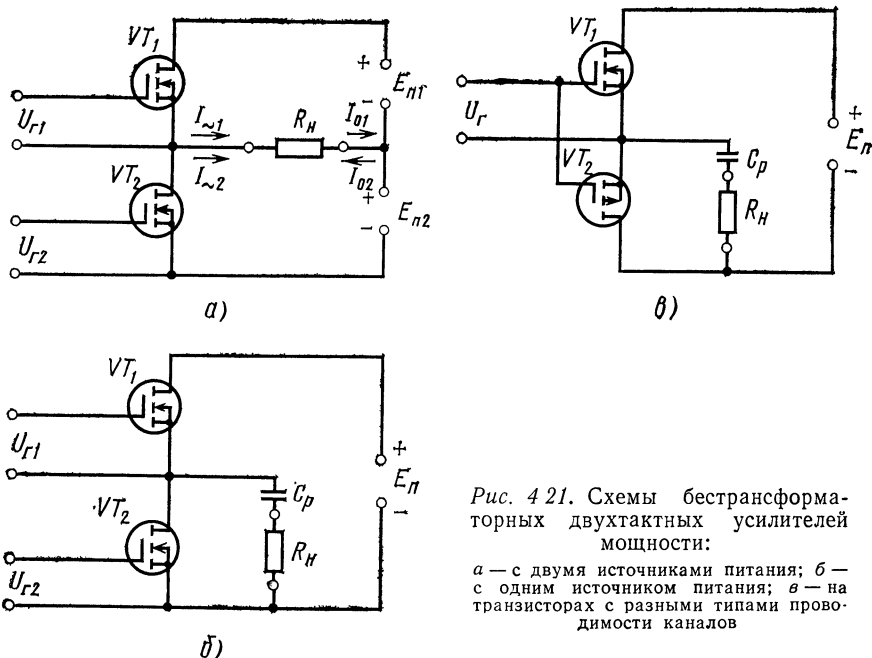 VT₁
Uг1
VT₂
Uг2
I~1
I~2
Rн
I01
I02
+
Eп1
-
+
Eп2
-
а)
VT₁
Uг
VT₂
Cр
Rн
+
Eп
-
в)
VT₁
Uг1
VT₂
Uг2
Cр
Rн
+
Eп
-
б)
Рис. 4 21. Схемы бестрансформа-
торных двухтактных усилителей
мощности:
а — с двумя источниками питания; б —
с одним источником питания; в — на
транзисторах с разными типами прово-
димости каналов